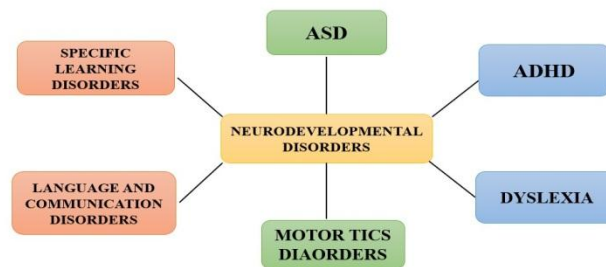 SPECIFIC
LEARNING
DISORDERS
ASD
ADHD
NEURODEVELOPMENTAL
DISORDERS
LANGUAGE AND
COMMUNICATION
DISORDERS
MOTOR TICS
DIAORDERS
DYSLEXIA